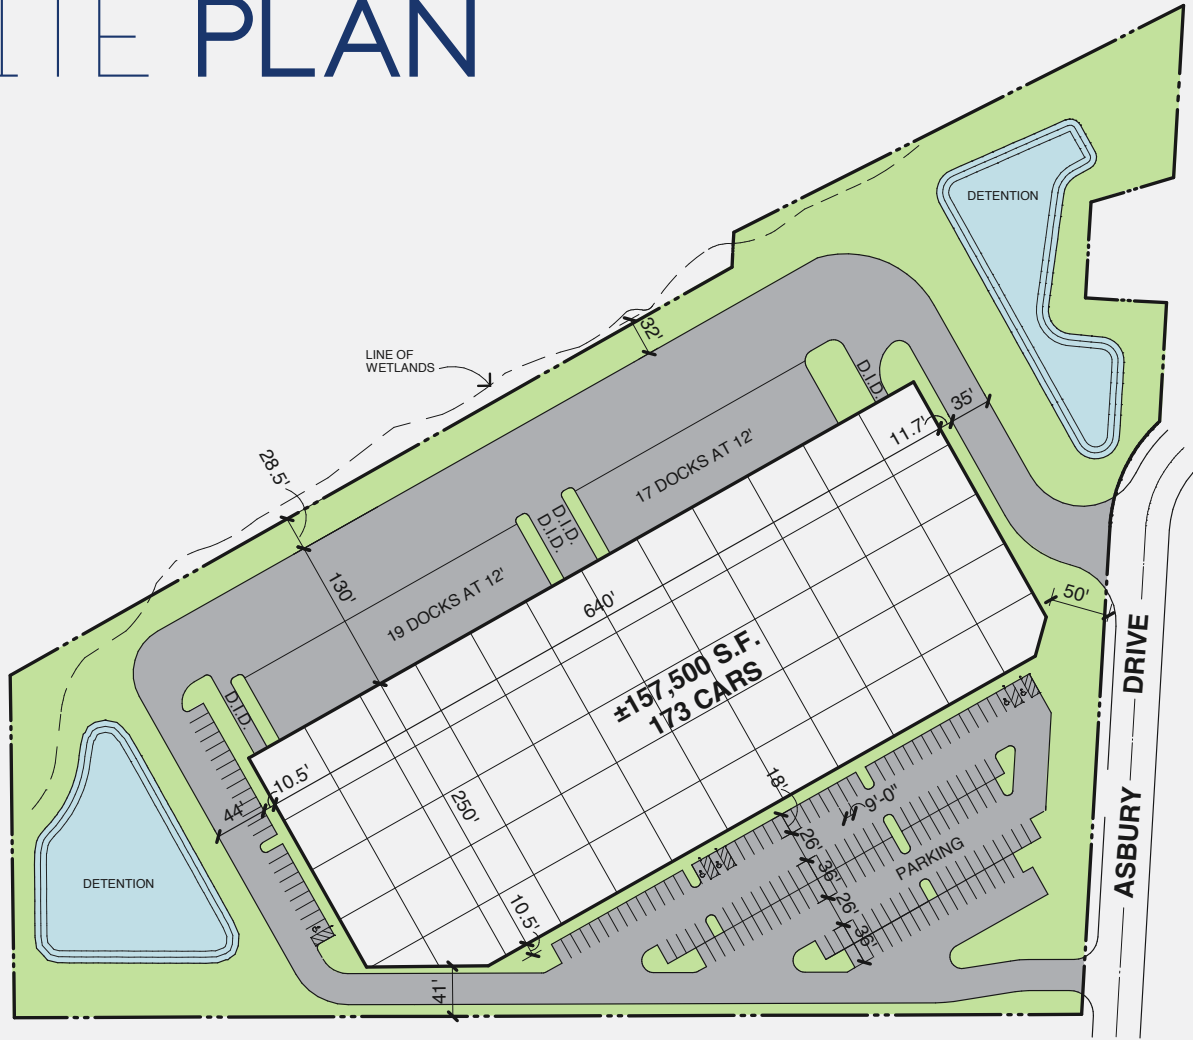 ITE PLAN
DETENTION
32'
LINE OF
WETLANDS
D.I.D.
35'
11.7'
28.5'
17 DOCKS AT 12'
D.I.D.
D.I.D.
130'
19 DOCKS AT 12'
640'
50'
±157,500 S.F.
173 CARS
DRIVE
D.I.D.
10.5'
44'
250'
18'
9'-0"
26'
36'
PARKING
ASBURY
DETENTION
26'
36'
10.5'
41'